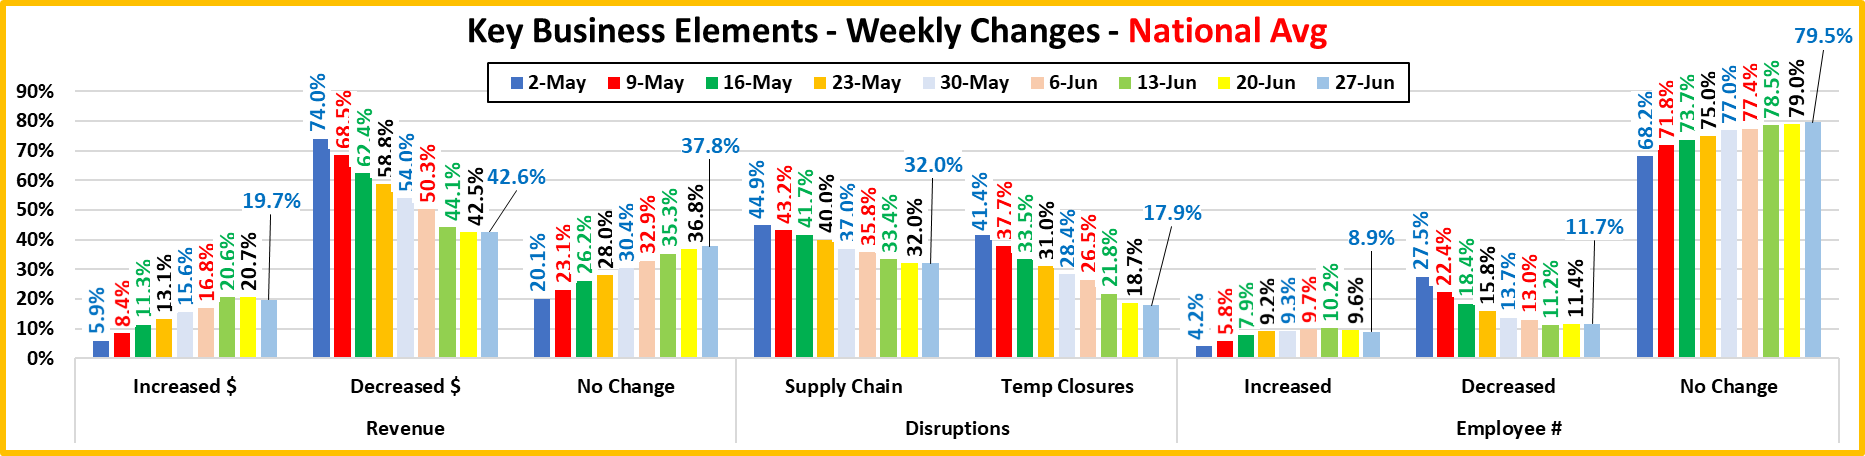 Key Business Elements - Weekly Changes - National Avg
2-May 9-May 16-May 23-May 30-May 6-Jun 13-Jun 20-Jun 27-Jun
90%
80%
70%
60%
50%
40%
30%
20%
10%
0%
5.9% 8.4% 11.3% 13.1% 15.6% 16.8% 20.6% 20.7% 19.7%
74.0% 68.5% 62.4% 58.8% 54.0% 50.3% 44.1% 42.5% 42.6%
20.1% 23.1% 26.2% 28.0% 30.4% 32.9% 35.3% 36.8% 37.8%
44.9% 43.2% 41.7% 40.0% 37.0% 35.8% 33.4% 32.0% 32.0%
41.4% 37.7% 33.5% 31.0% 28.4% 26.5% 21.8% 18.7% 17.9%
4.2% 5.8% 7.9% 9.2% 9.3% 9.7% 10.2% 9.6% 8.9%
27.5% 22.4% 18.4% 15.8% 13.7% 13.0% 11.2% 11.4% 11.7%
68.2% 71.8% 73.7% 75.0% 77.0% 77.4% 78.5% 79.0% 79.5%
Increased $ Decreased $ No Change Supply Chain Temp Closures Increased Decreased No Change
Revenue Disruptions Employee #